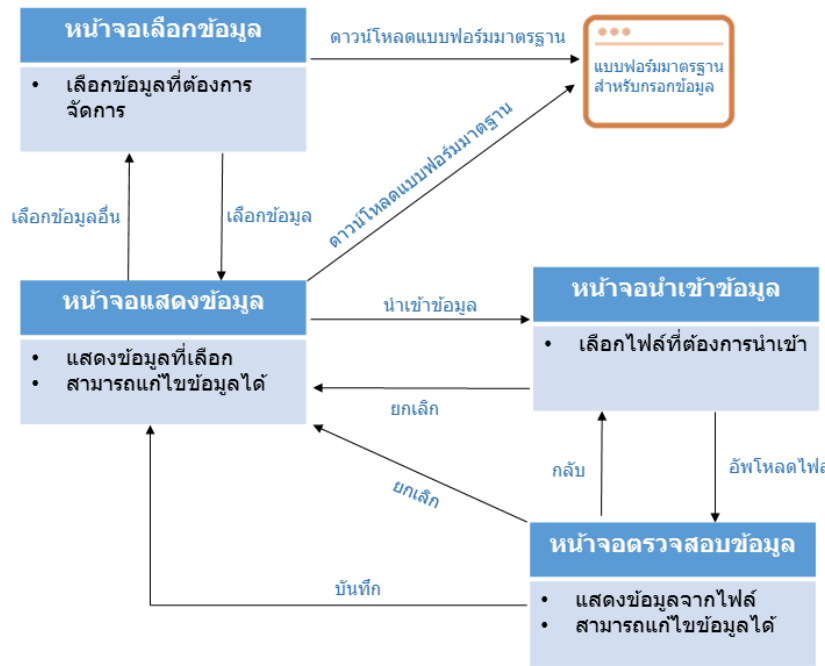 หน้าจอเลือกข้อมูล
• เลือกข้อมูลที่ต้องการ
จัดการ
ดาวน์โหลดแบบฟอร์มมาตรฐาน
แบบฟอร์มมาตรฐาน
สำหรับกรอกข้อมูล
ดาวน์โหลดแบบฟอร์มมาตรฐาน
เลือกข้อมูลอื่น
เลือกข้อมูล
หน้าจอแสดงข้อมูล
• แสดงข้อมูลที่เลือก
• สามารถแก้ไขข้อมูลได้
นำเข้าข้อมูล
หน้าจอนำเข้าข้อมูล
• เลือกไฟล์ที่ต้องการนำเข้า
ยกเลิก
กลับ
อัพโหลดไฟล
ยกเลิก
หน้าจอตรวจสอบข้อมูล
• แสดงข้อมูลจากไฟล์
• สามารถแก้ไขข้อมูลได้
บันทึก